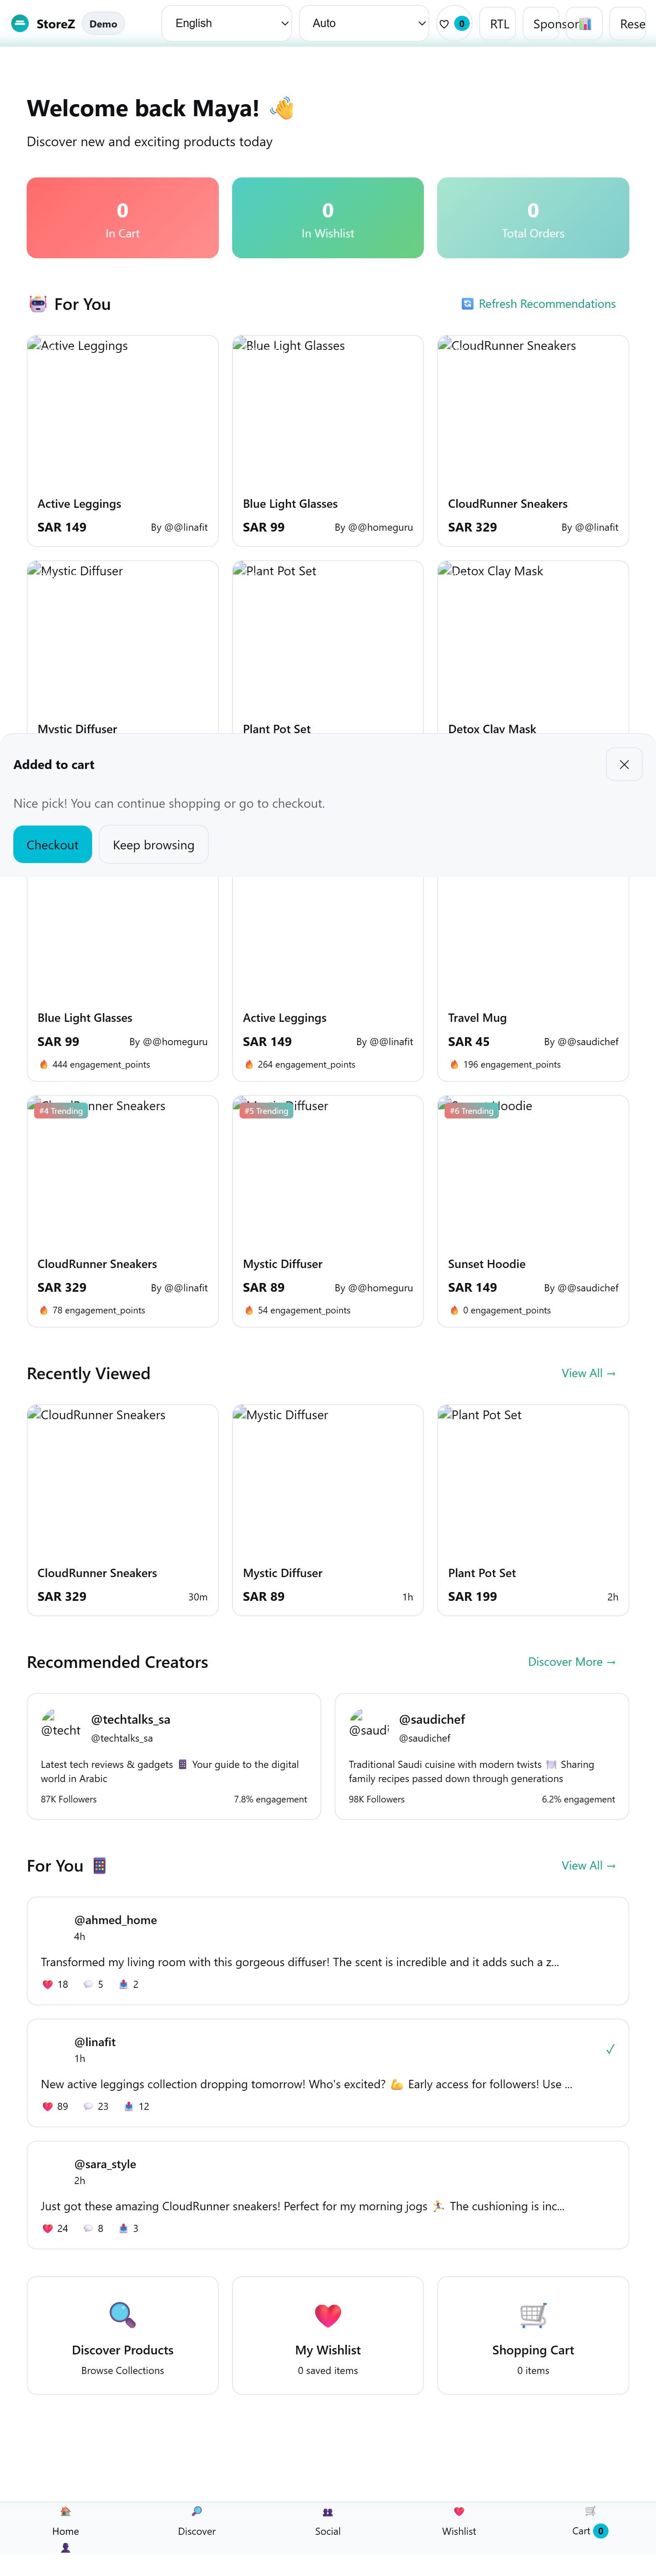 StoreZ Demo English Auto 0 RTL Sponsor Rese
Welcome back Maya! 👋
Discover new and exciting products today
0 0 0
In Cart In Wishlist Total Orders
🤖 For You 🔄 Refresh Recommendations
Active Leggings Blue Light Glasses CloudRunner Sneakers
Active Leggings Blue Light Glasses CloudRunner Sneakers
SAR 149 By @@linafit SAR 99 By @@homeguru SAR 329 By @@linafit
Mystic Diffuser Plant Pot Set Detox Clay Mask
Mystic Diffuser Plant Pot Set Detox Clay Mask
Added to cart
Nice pick! You can continue shopping or go to checkout.
Checkout Keep browsing
Blue Light Glasses Active Leggings Travel Mug
SAR 99 By @@homeguru SAR 149 By @@linafit SAR 45 By @@saudichef
🔥 444 engagement_points 🔥 264 engagement_points 🔥 196 engagement_points
CloudRunner Sneakers Mystic Diffuser Sunset Hoodie
#4 Trending #5 Trending #6 Trending
CloudRunner Sneakers Mystic Diffuser Sunset Hoodie
SAR 329 By @@linafit SAR 89 By @@homeguru SAR 149 By @@saudichef
🔥 78 engagement_points 🔥 54 engagement_points 🔥 0 engagement_points
Recently Viewed View All →
CloudRunner Sneakers Mystic Diffuser Plant Pot Set
CloudRunner Sneakers Mystic Diffuser Plant Pot Set
SAR 329 30m SAR 89 1h SAR 199 2h
Recommended Creators Discover More →
@techt @techtalks_sa @saudi @saudichef
@techtalks_sa @saudichef
Latest tech reviews & gadgets 📱 Your guide to the digital Traditional Saudi cuisine with modern twists 🍽️ Sharing
world in Arabic family recipes passed down through generations
87K Followers 7.8% engagement 98K Followers 6.2% engagement
For You 📱 View All →
@ahmed_home
4h
Transformed my living room with this gorgeous diffuser! The scent is incredible and it adds such a z...
❤️ 18 💬 5 📤 2
@linafit ✓
1h
New active leggings collection dropping tomorrow! Who's excited? 💪 Early access for followers! Use ...
❤️ 89 💬 23 📤 12
@sara_style
2h
Just got these amazing CloudRunner sneakers! Perfect for my morning jogs 🏃‍♀️ The cushioning is inc...
❤️ 24 💬 8 📤 3
Discover Products My Wishlist Shopping Cart
Browse Collections 0 saved items 0 items
Home Discover Social Wishlist Cart 0